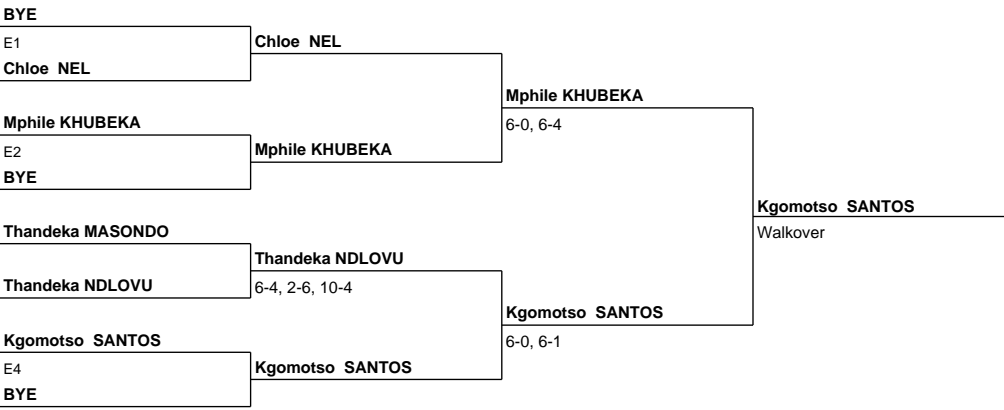 BYE
E1
Chloe NEL
Chloe NEL
Mphile KHUBEKA
6-0, 6-4
Mphile KHUBEKA
E2
BYE
Mphile KHUBEKA
Kgomotso SANTOS
Walkover
Thandeka MASONDO
Thandeka NDLOVU
Thandeka NDLOVU
6-4, 2-6, 10-4
Kgomotso SANTOS
6-0, 6-1
Kgomotso SANTOS
E4
BYE
Kgomotso SANTOS